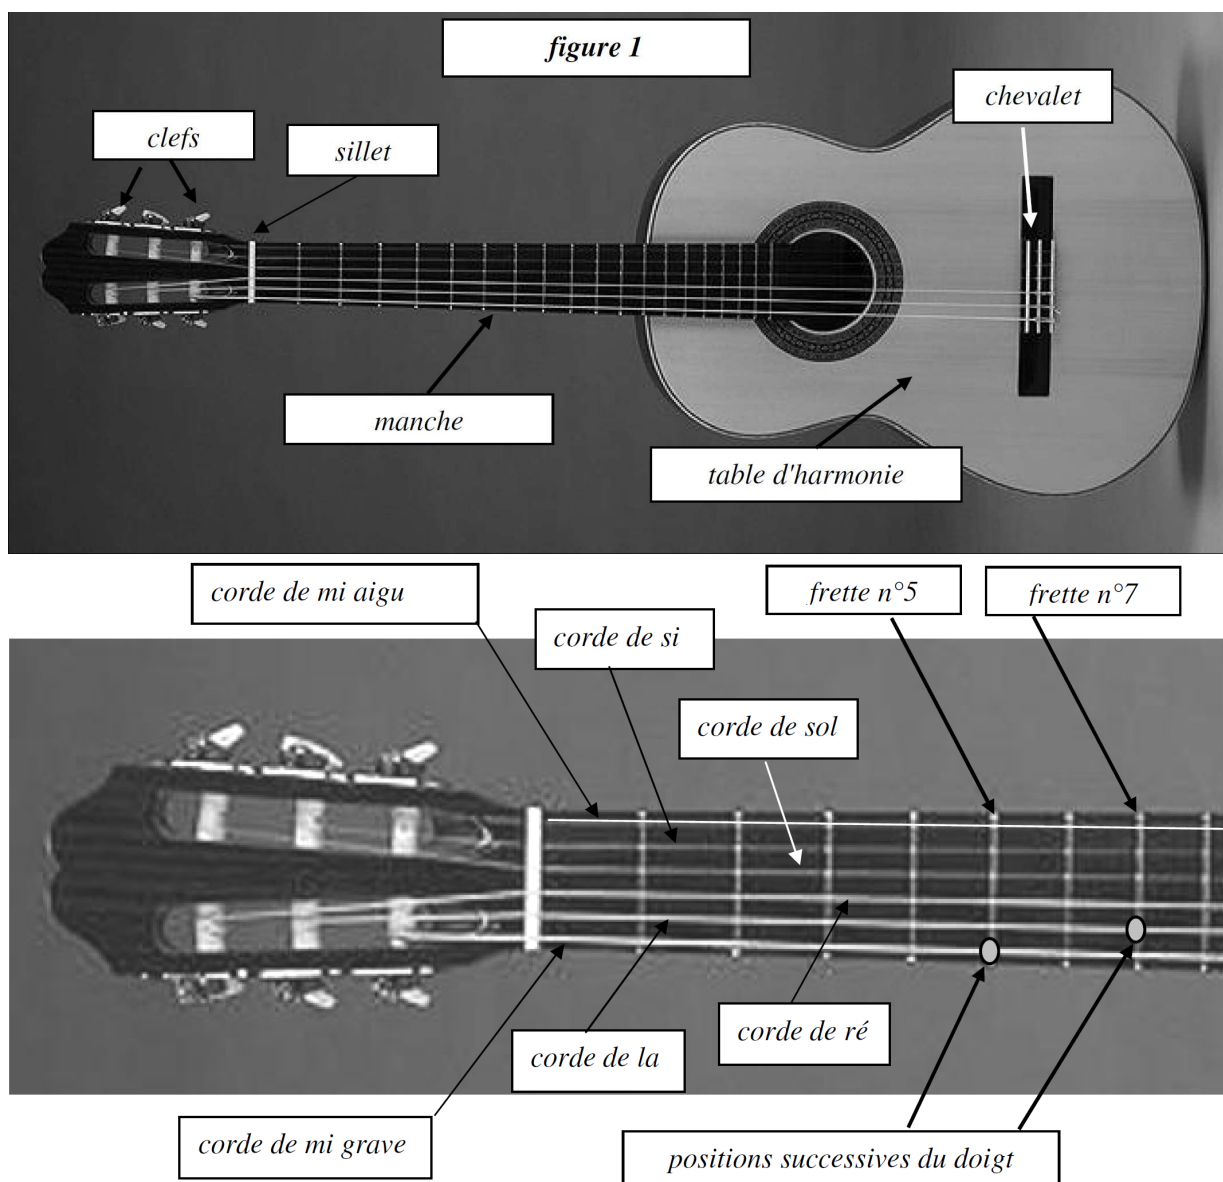 figure 1
chevalet
clefs
sillet
manche
table d'harmonie
corde de mi aigu
frette n°5
frette n°7
corde de si
corde de sol
corde de ré
corde de la
corde de mi grave
positions successives du doigt